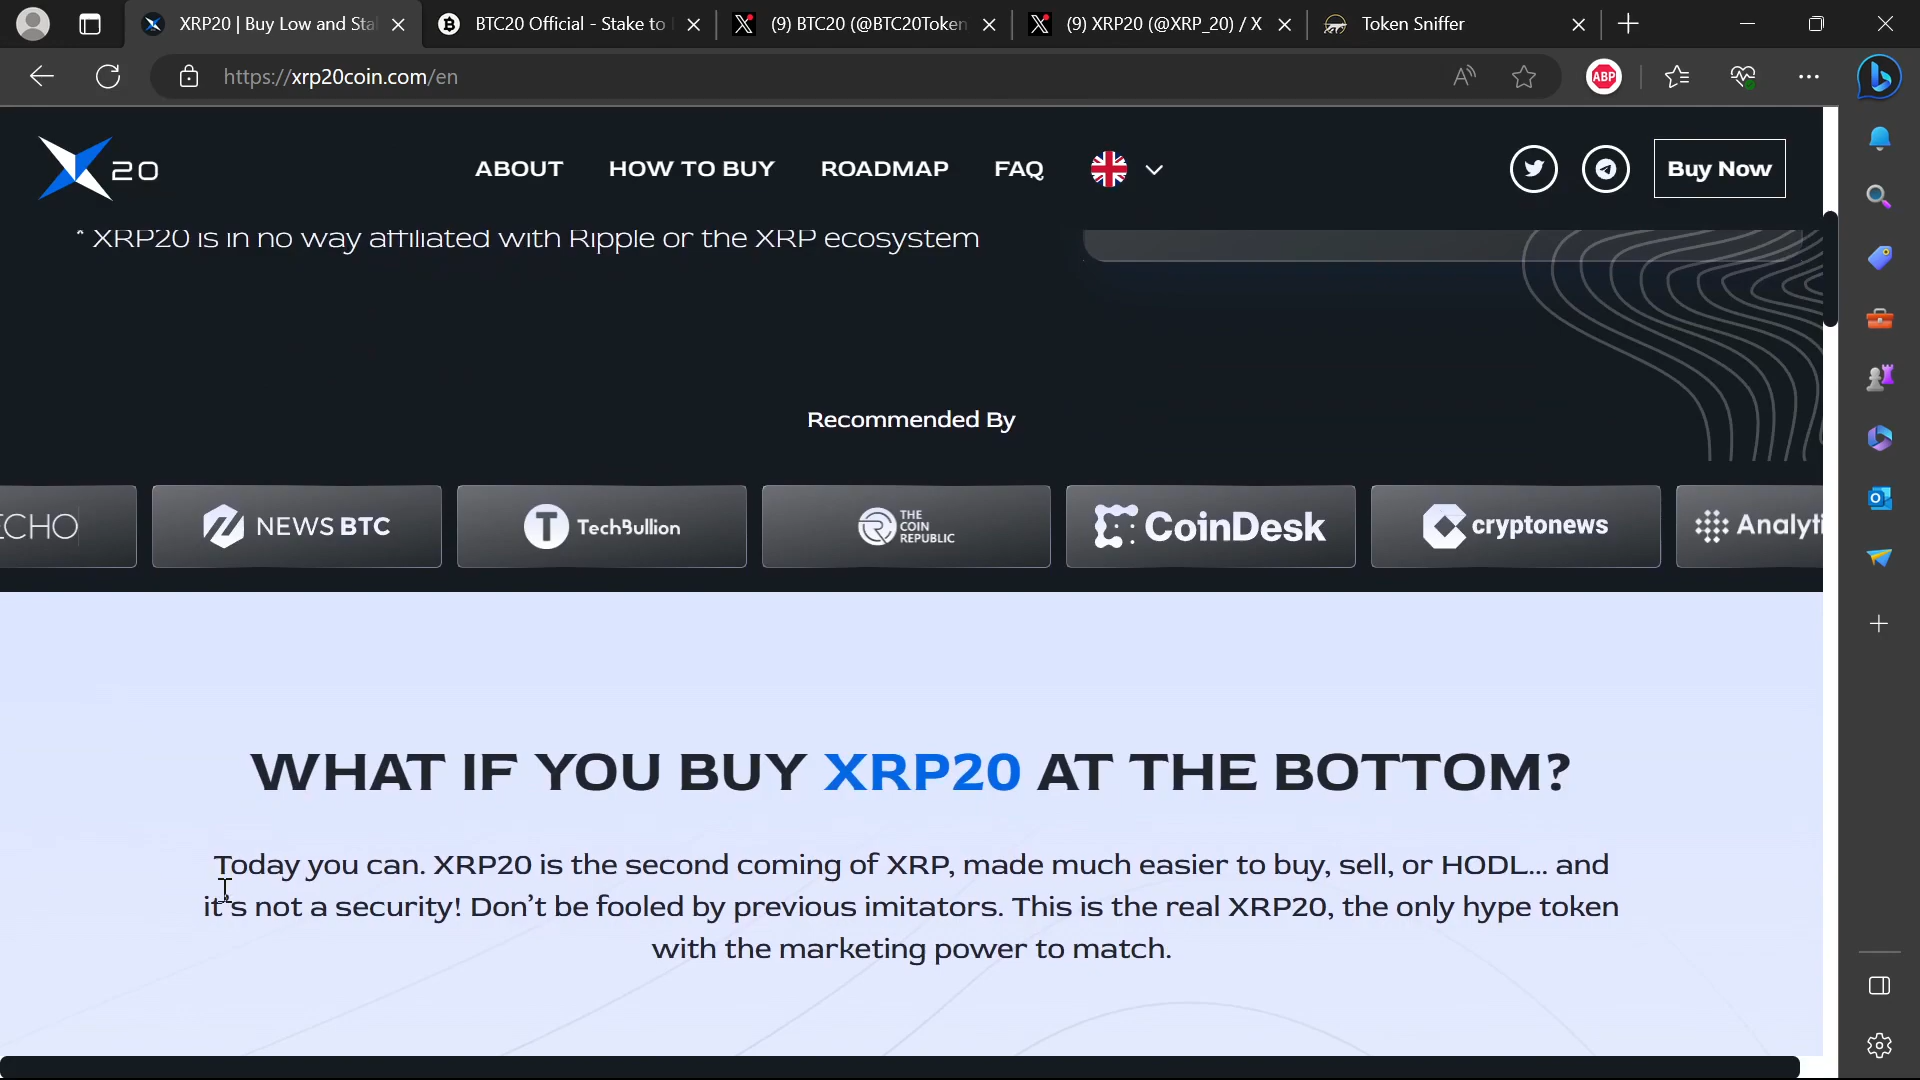 XRP20 | Buy Low and Sta
BTC20 Official - Stake to
(9) BTC20 (@BTC20Token
(9) XRP20 (@XRP_20) / X
Token Sniffer
https://xrp20coin.com/en
ABP
20
ABOUT
HOW TO BUY
ROADMAP
FAQ
Buy Now
* XRP20 is in no way affiliated with Ripple or the XRP ecosystem
Recommended By
ECHO
NEWS BTC
TechBullion
THE
COIN
REPUBLIC
CoinDesk
cryptonews
Analyti
WHAT IF YOU BUY XRP20 AT THE BOTTOM?
Today you can. XRP20 is the second coming of XRP, made much easier to buy, sell, or HODL... and
it's not a security! Don't be fooled by previous imitators. This is the real XRP20, the only hype token
with the marketing power to match.